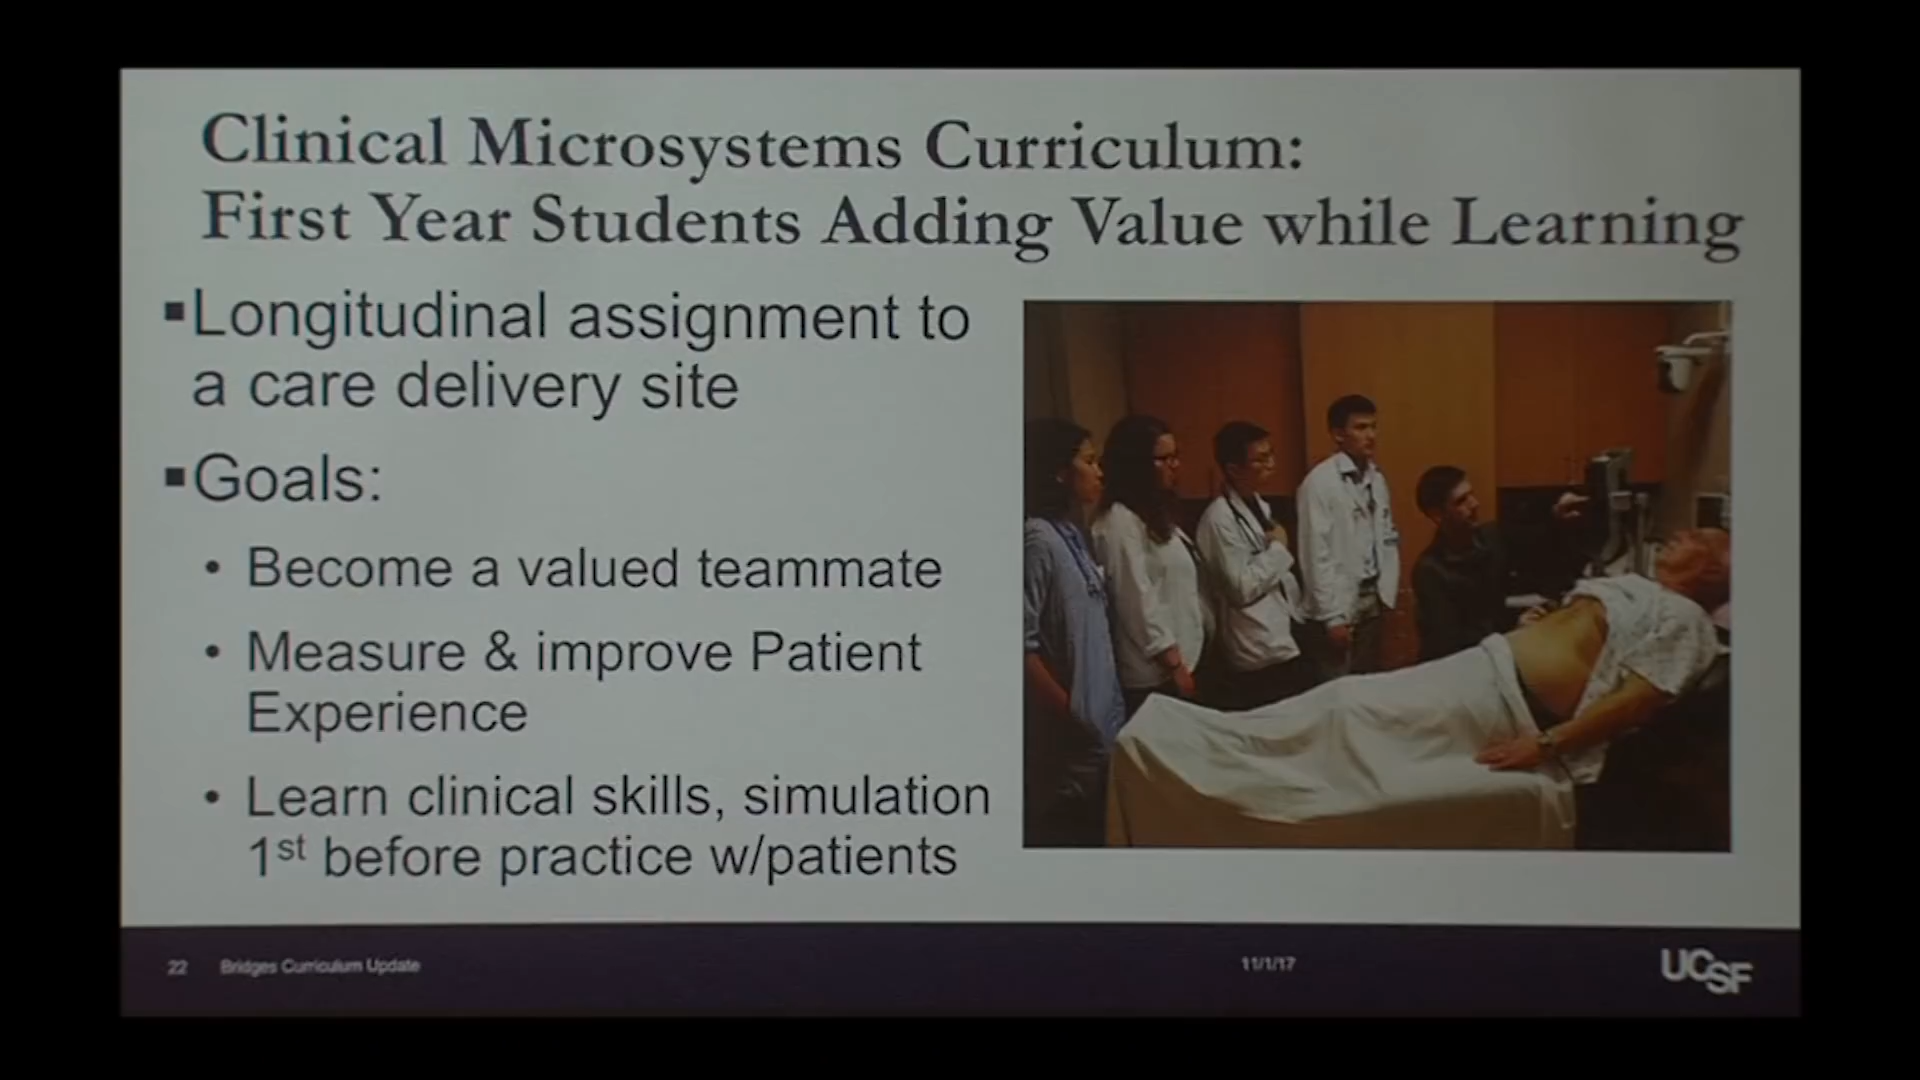 Clinical Microsystems Curriculum:
First Year Students Adding Value while Learning
▪Longitudinal assignment to
a care delivery site
▪Goals:
• Become a valued teammate
• Measure & improve Patient
Experience
• Learn clinical skills, simulation
1st before practice w/patients
22 Bridges Curriculum Update 11/1/17 UCSF